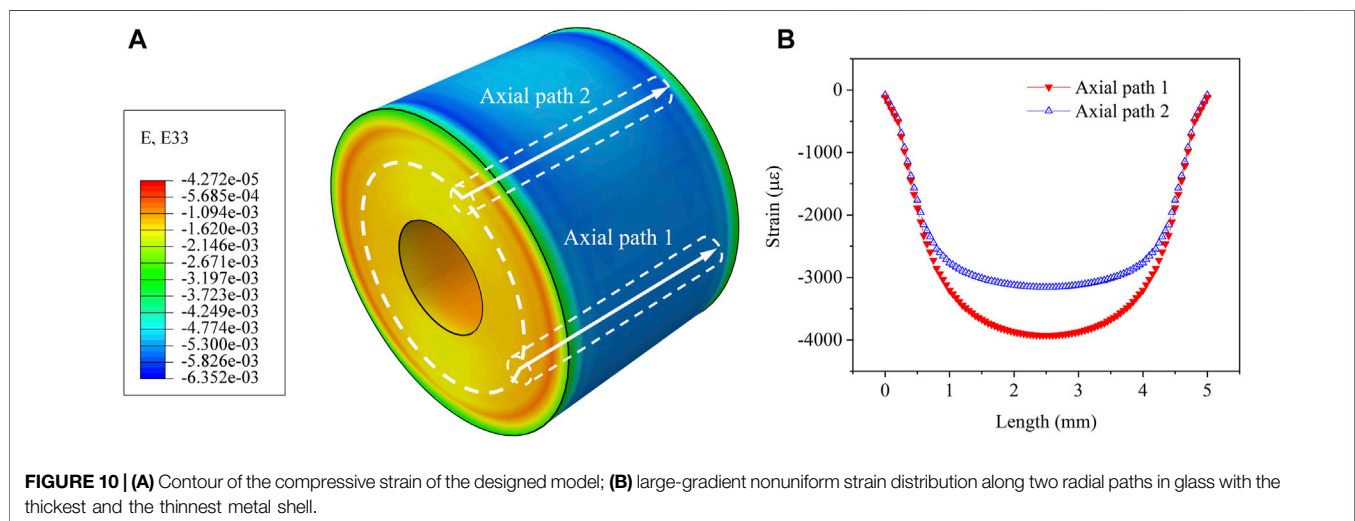 A
E, E33
-4.272e-05
-5.685e-04
-1.094e-03
-1.620e-03
-2.146e-03
-2.671e-03
-3.197e-03
-3.723e-03
-4.249e-03
-4.774e-03
-5.300e-03
-5.826e-03
-6.352e-03
Axial path 2
Axial path 1
B
Axial path 1
Axial path 2
Strain (με)
0
-1000
-2000
-3000
-4000
0 1 2 3 4 5
Length (mm)
FIGURE 10 | (A) Contour of the compressive strain of the designed model; (B) large-gradient nonuniform strain distribution along two radial paths in glass with the
thickest and the thinnest metal shell.